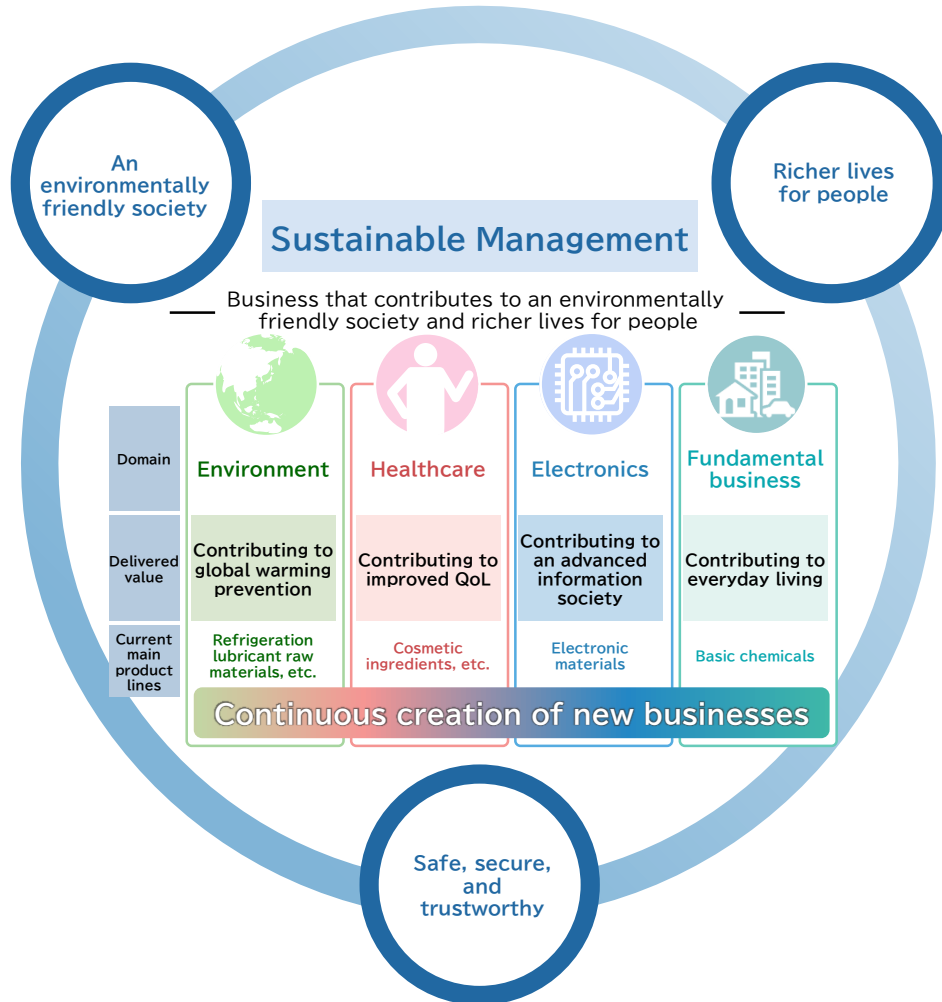 An
environmentally
friendly society
Richer lives
for people
Sustainable Management
Business that contributes to an environmentally
friendly society and richer lives for people
Domain
Environment
Healthcare
Electronics
Fundamental
business
Delivered
value
Contributing to
global warming
prevention
Contributing to
improved QoL
Contributing to
an advanced
information
society
Contributing to
everyday living
Current
main
product
lines
Refrigeration
lubricant raw
materials, etc.
Cosmetic
ingredients, etc.
Electronic
materials
Basic chemicals
Continuous creation of new businesses
Safe, secure,
and
trustworthy